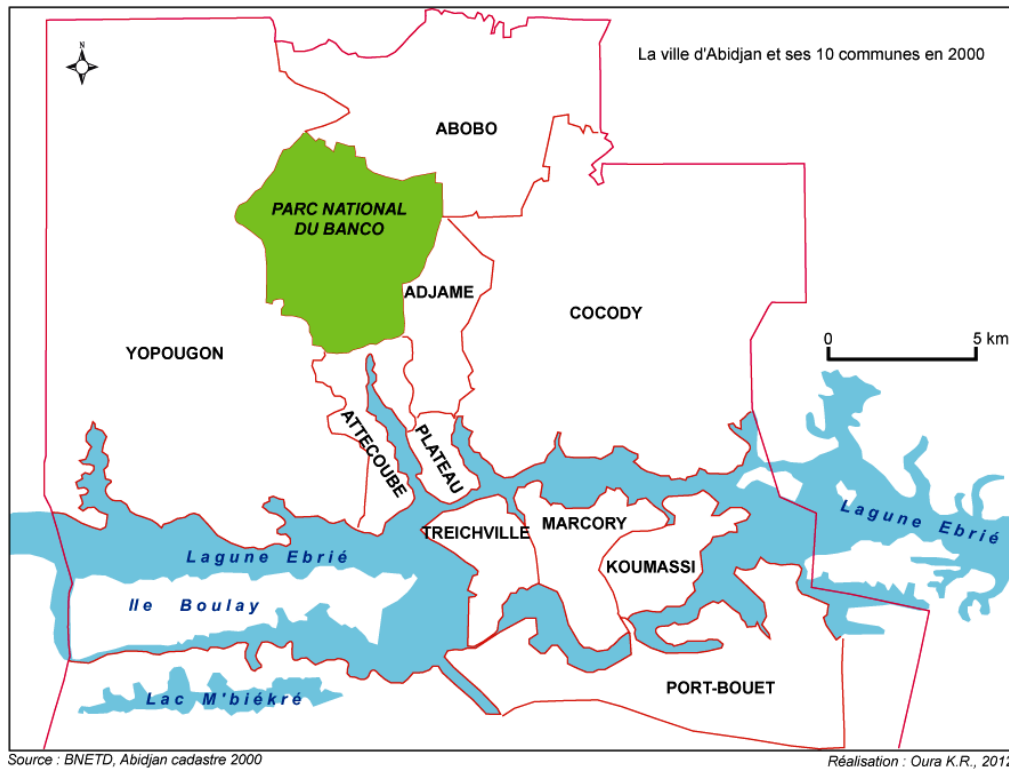 La ville d'Abidjan et ses 10 communes en 2000
N
ABOBO
PARC NATIONAL
DU BANCO
ADJAME
COCODY
YOPOUGON
0 5 km
ATTECOUBE
PLATEAU
Lagune Ebrié
TREICHVILLE
MARCORY
KOUMASSI
Lagune Ebrié
Ile Boulay
PORT-BOUET
Lac M'biékré
Source : BNETD, Abidjan cadastre 2000
Réalisation : Oura K.R., 2012